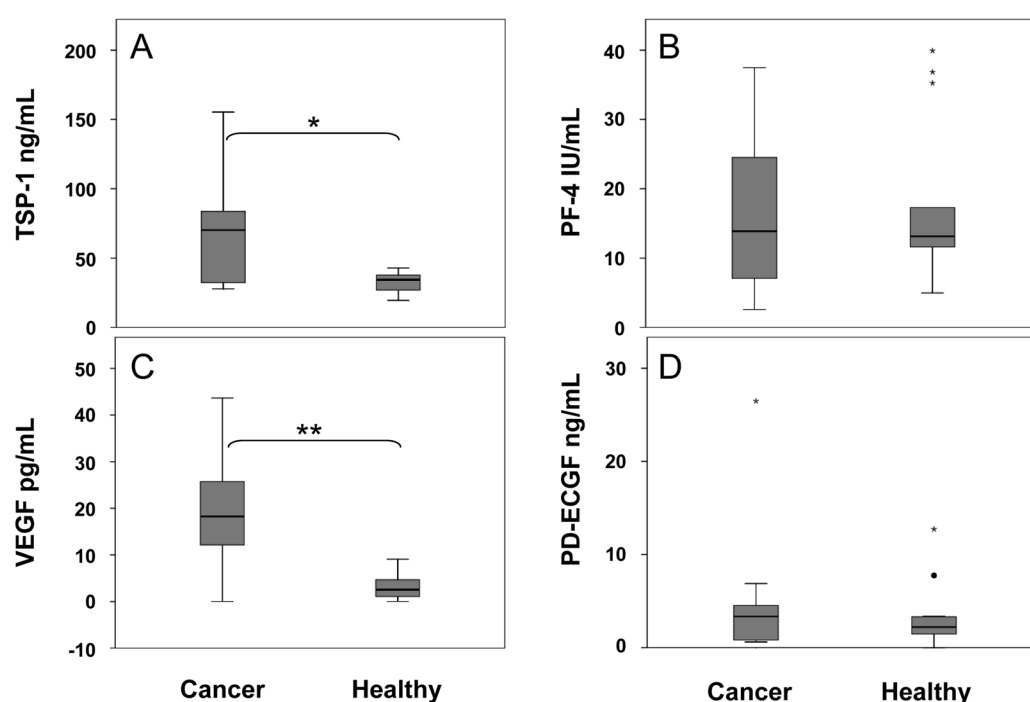 A
TSP-1 ng/mL
200
150
100
50
0
*
B
PF-4 IU/mL
40
30
20
10
0
*
*
*
C
VEGF pg/mL
50
40
30
20
10
0
-10
**
Cancer Healthy
D
PD-ECGF ng/mL
30
20
10
0
*
*
Cancer Healthy